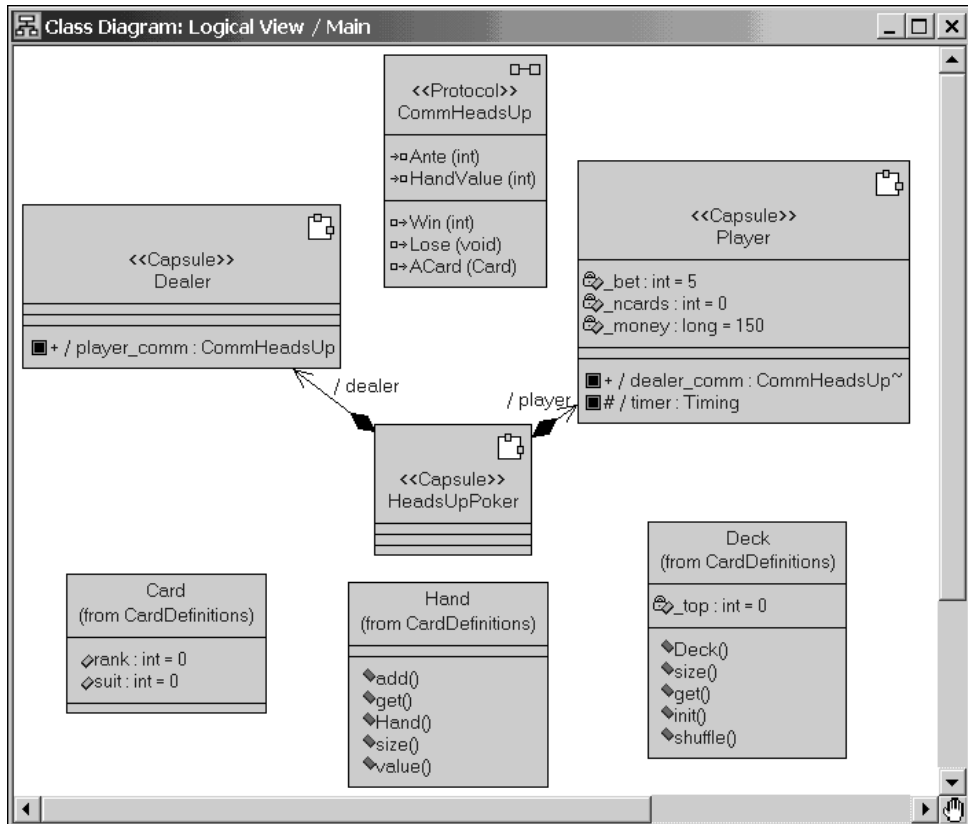 Class Diagram: Logical View / Main
<<Protocol>>
CommHeadsUp
Ante (int)
HandValue (int)
Win (int)
Lose (void)
ACard (Card)
<<Capsule>>
Dealer
+ / player_comm : CommHeadsUp
<<Capsule>>
Player
_bet : int = 5
_ncards : int = 0
_money : long = 150
+ / dealer_comm : CommHeadsUp~
# / timer : Timing
/ dealer
/ player
<<Capsule>>
HeadsUpPoker
Card
(from CardDefinitions)
rank : int = 0
suit : int = 0
Hand
(from CardDefinitions)
add()
get()
Hand()
size()
value()
Deck
(from CardDefinitions)
_top : int = 0
Deck()
size()
get()
init()
shuffle()